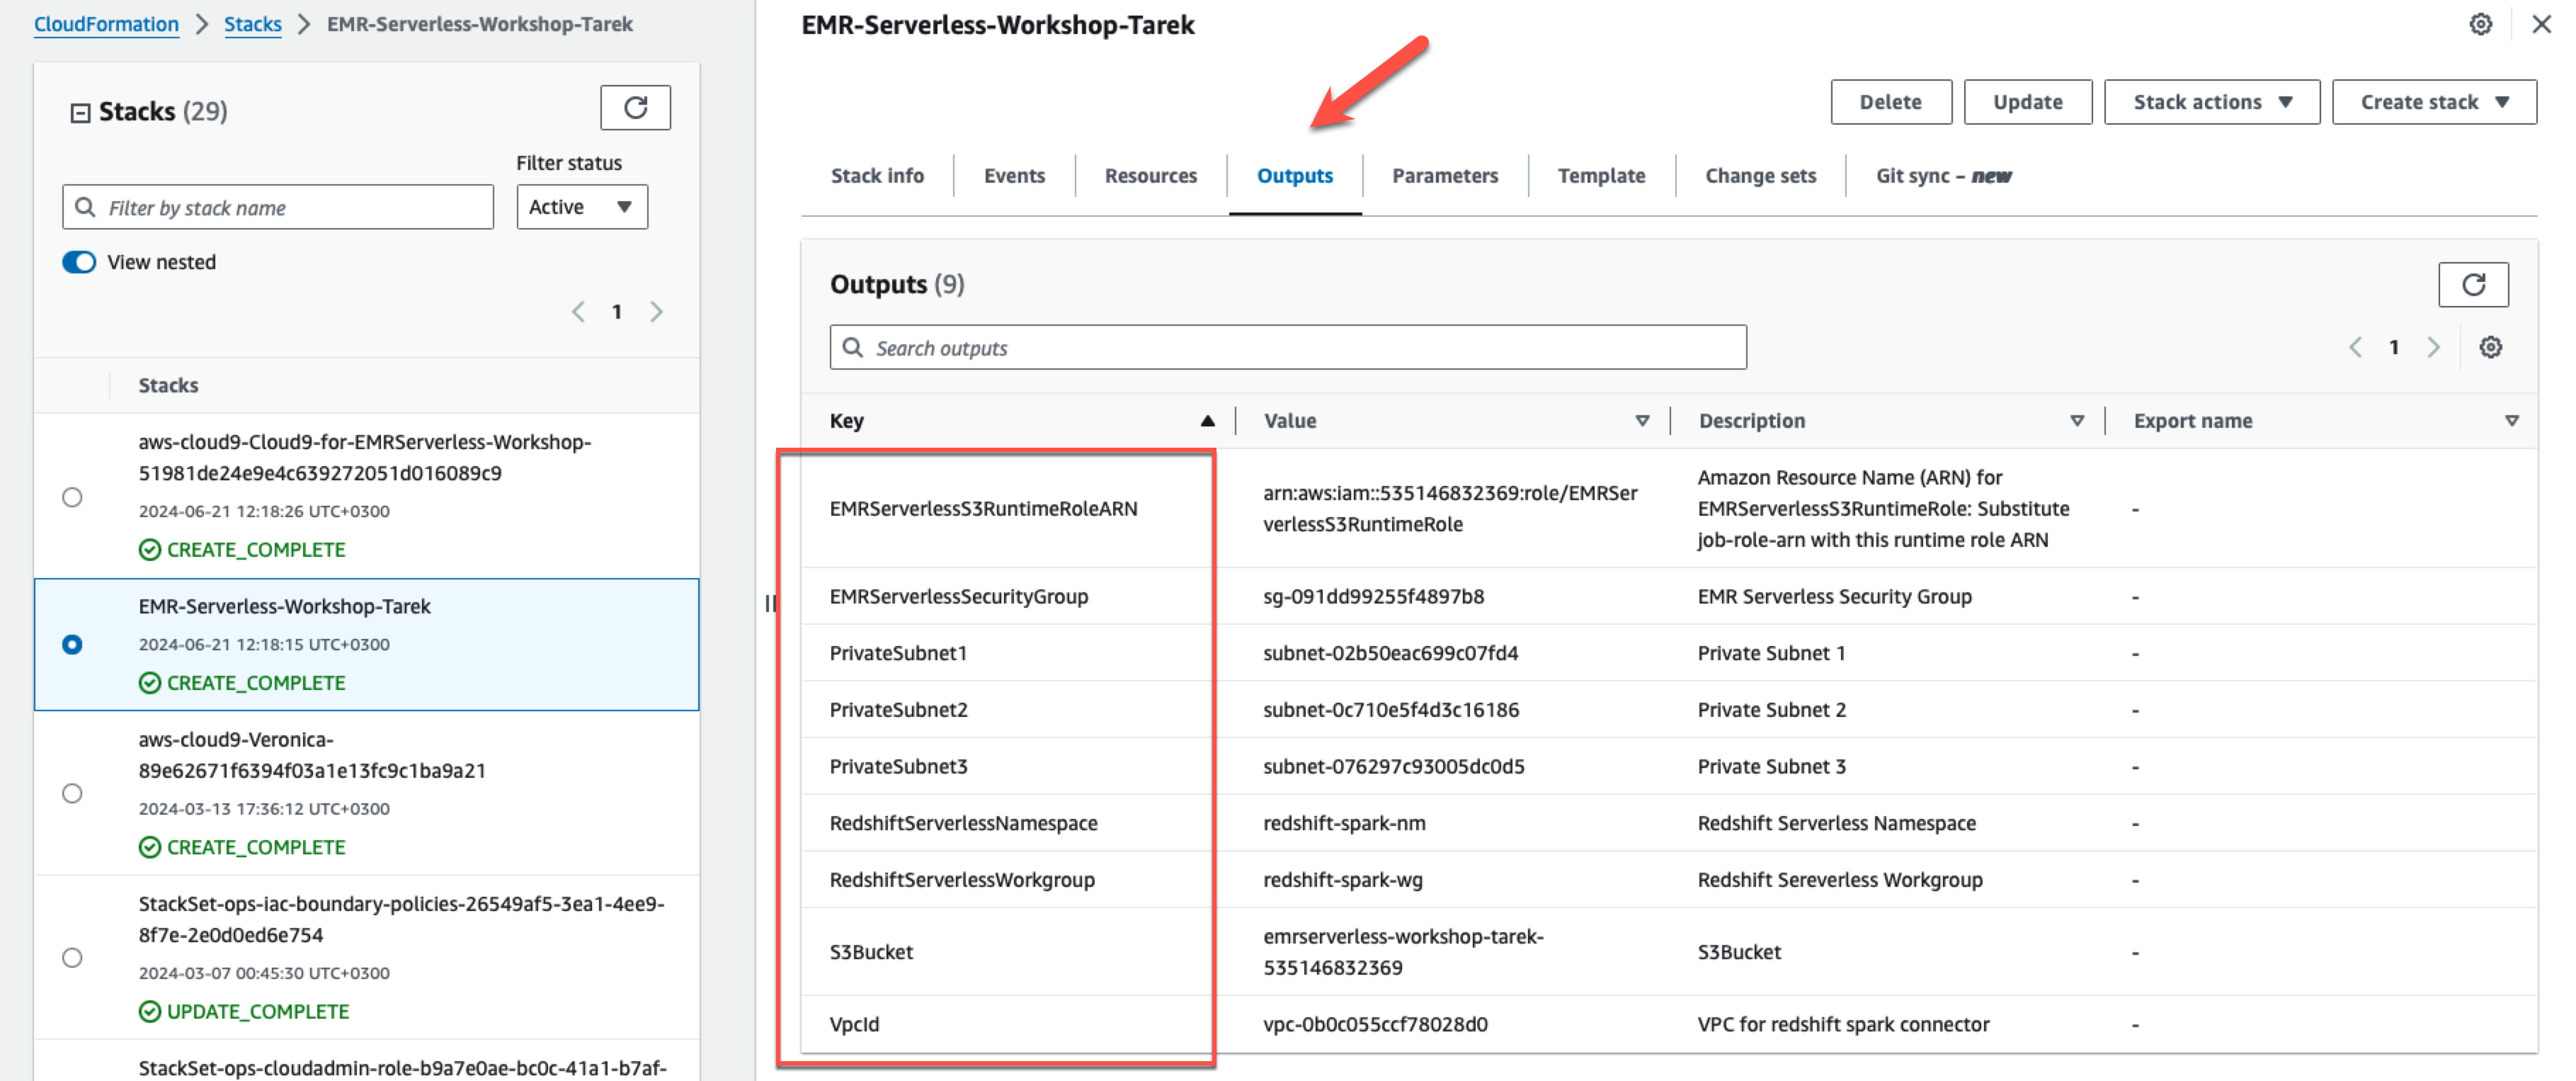 CloudFormation > Stacks > EMR-Serverless-Workshop-Tarek
Stacks (29)
Filter status
Filter by stack name
Active
View nested
1
Stacks
aws-cloud9-Cloud9-for-EMRServerless-Workshop-
51981de24e9e4c639272051d016089c9
2024-06-21 12:18:26 UTC+0300
CREATE_COMPLETE
EMR-Serverless-Workshop-Tarek
2024-06-21 12:18:15 UTC+0300
CREATE_COMPLETE
aws-cloud9-Veronica-
89e62671f6394f03a1e13fc9c1ba9a21
2024-03-13 17:36:12 UTC+0300
CREATE_COMPLETE
StackSet-ops-iac-boundary-policies-26549af5-3ea1-4ee9-
8f7e-2e0d0ed6e754
2024-03-07 00:45:30 UTC+0300
UPDATE_COMPLETE
StackSet-ops-cloudadmin-role-b9a7e0ae-bc0c-41a1-b7af-
EMR-Serverless-Workshop-Tarek
Delete Update Stack actions Create stack
Stack info Events Resources Outputs Parameters Template Change sets Git sync – new
Outputs (9)
Search outputs
1
Key Value Description Export name
EMRServerlessS3RuntimeRoleARN
arn:aws:iam::535146832369:role/EMRSer
verlessS3RuntimeRole
Amazon Resource Name (ARN) for
EMRServerlessS3RuntimeRole: Substitute
job-role-arn with this runtime role ARN
-
EMRServerlessSecurityGroup sg-091dd99255f4897b8 EMR Serverless Security Group -
PrivateSubnet1 subnet-02b50eac699c07fd4 Private Subnet 1 -
PrivateSubnet2 subnet-0c710e5f4d3c16186 Private Subnet 2 -
PrivateSubnet3 subnet-076297c93005dc0d5 Private Subnet 3 -
RedshiftServerlessNamespace redshift-spark-nm Redshift Serverless Namespace -
RedshiftServerlessWorkgroup redshift-spark-wg Redshift Sereverless Workgroup -
S3Bucket
emrserverless-workshop-tarek-
535146832369
S3Bucket
-
VpcId vpc-0b0c055ccf78028d0 VPC for redshift spark connector -